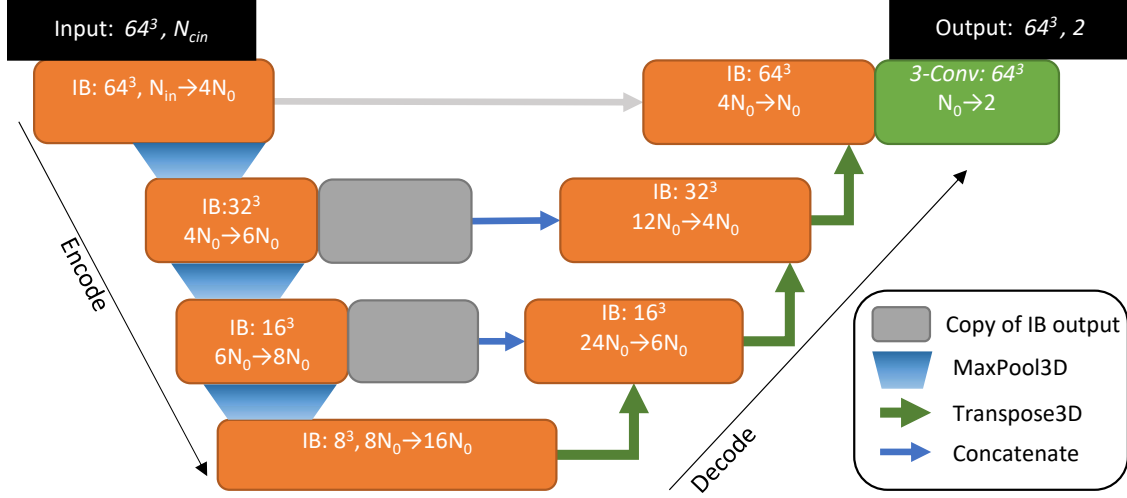 Input: 64³, N_cin
Output: 64³, 2
IB: 64³, N_in→4N₀
IB: 64³
4N₀→N₀
3-Conv: 64³
N₀→2
IB:32³
4N₀→6N₀
IB: 32³
12N₀→4N₀
Encode
IB: 16³
6N₀→8N₀
IB: 16³
24N₀→6N₀
IB: 8³, 8N₀→16N₀
Decode
Copy of IB output
MaxPool3D
Transpose3D
Concatenate